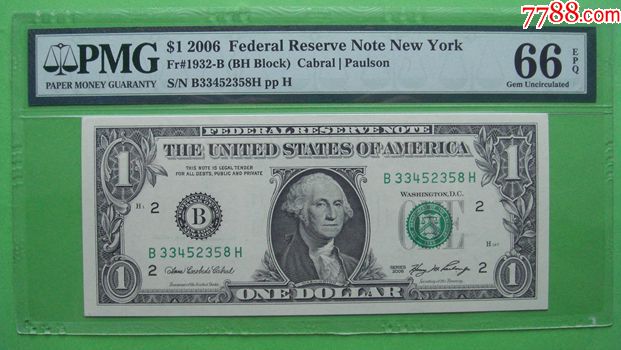 7788.com
PMG
PAPER MONEY GUARANTY
$1 2006 Federal Reserve Note New York
Fr#1932-B (BH Block) Cabral | Paulson
S/N B33452358H pp H
66 EPQ
Gem Uncirculated
FEDERAL RESERVE NOTE
THE UNITED STATES OF AMERICA
THIS NOTE IS LEGAL TENDER
FOR ALL DEBTS, PUBLIC AND PRIVATE
1
1
B 33452358 H
WASHINGTON, D.C.
H 2
B
ONE
2
B 33452358 H
H
2
SERIES
2006
2
1
ONE DOLLAR
1